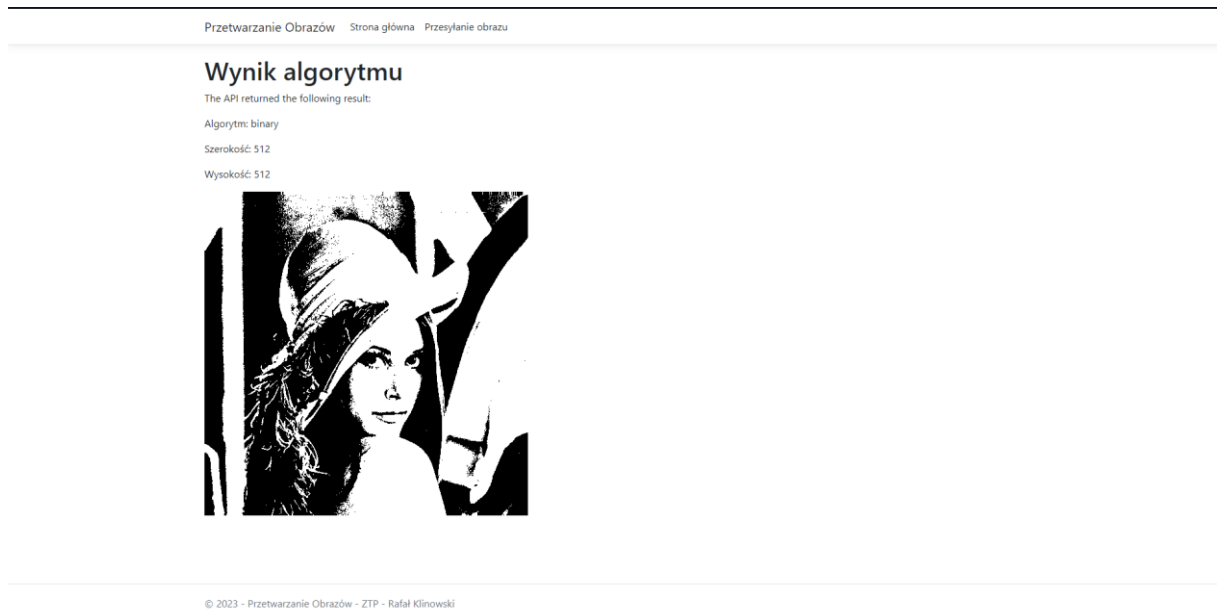 Przetwarzanie Obrazów Strona główna Przesyłanie obrazu
Wynik algorytmu
The API returned the following result:
Algorytm: binary
Szerokość: 512
Wysokość: 512
© 2023 - Przetwarzanie Obrazów - ZTP - Rafał Klinowski